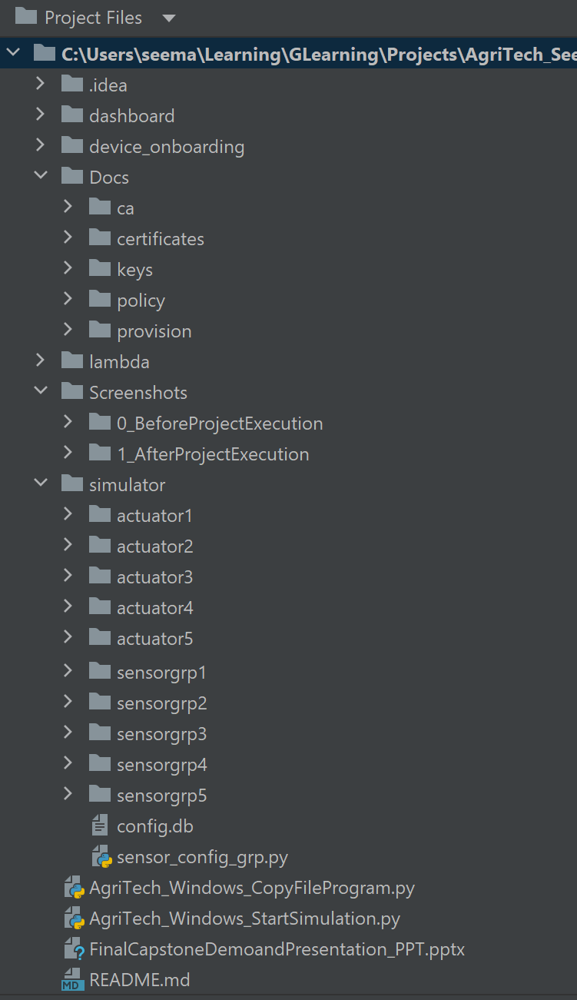 Project Files
C:\Users\seema\Learning\GLearning\Projects\AgriTech_See
.idea
dashboard
device_onboarding
Docs
ca
certificates
keys
policy
provision
lambda
Screenshots
0_BeforeProjectExecution
1_AfterProjectExecution
simulator
actuator1
actuator2
actuator3
actuator4
actuator5
sensorgrp1
sensorgrp2
sensorgrp3
sensorgrp4
sensorgrp5
config.db
sensor_config_grp.py
AgriTech_Windows_CopyFileProgram.py
AgriTech_Windows_StartSimulation.py
FinalCapstoneDemoandPresentation_PPT.pptx
MD README.md